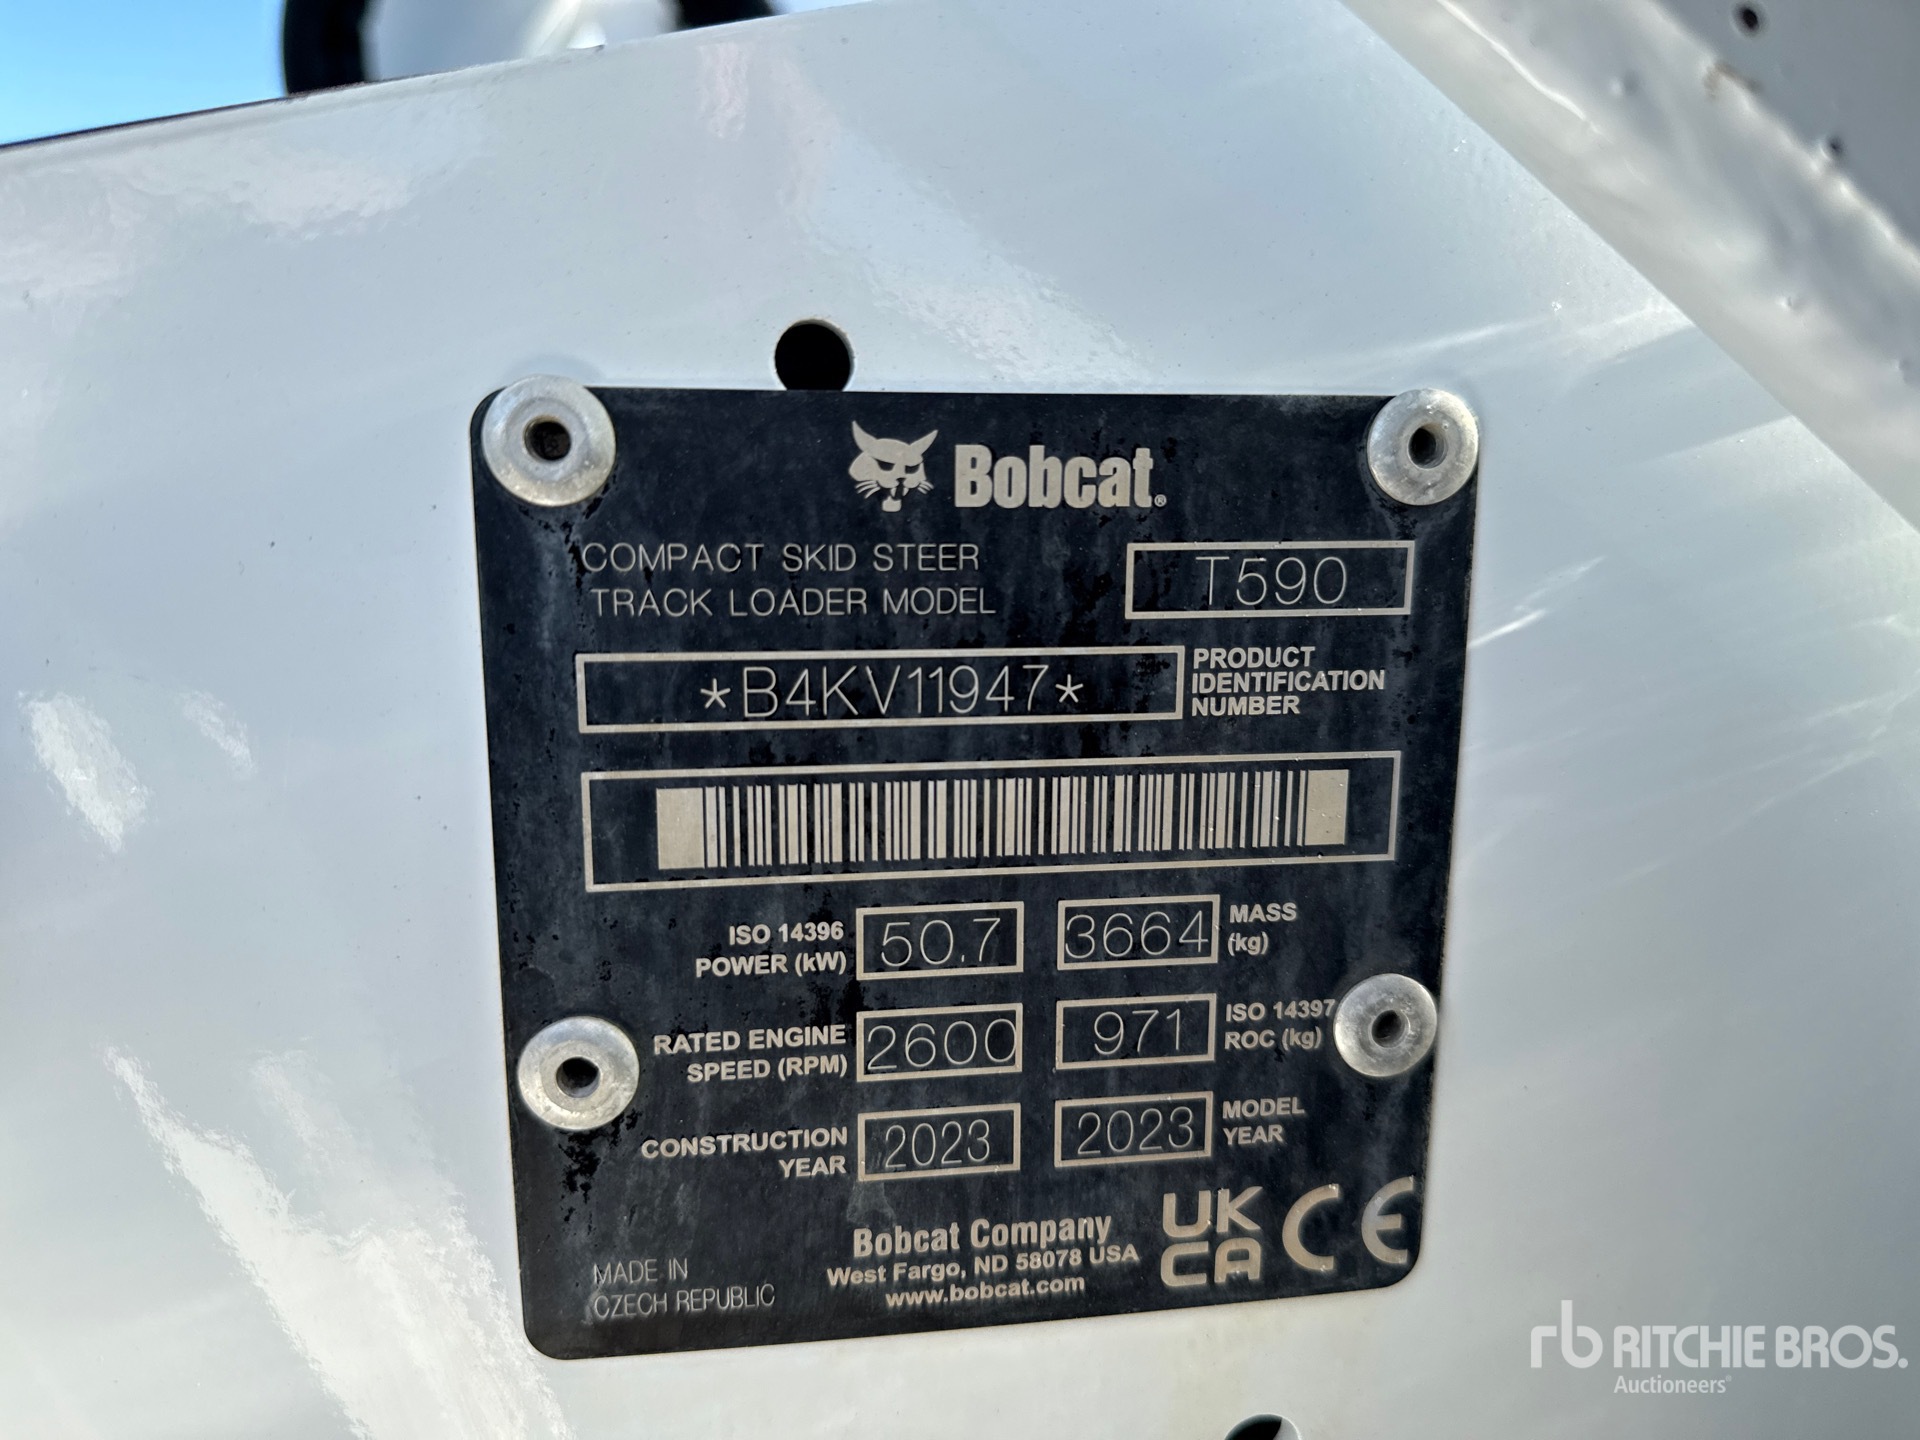 Bobcat®
COMPACT SKID STEER
TRACK LOADER MODEL
T590
*B4KV11947*
PRODUCT
IDENTIFICATION
NUMBER
ISO 14396
POWER (kW)
50.7
3664
MASS
(kg)
RATED ENGINE
SPEED (RPM)
2600
971
ISO 14397
ROC (kg)
CONSTRUCTION
YEAR
2023
2023
MODEL
YEAR
MADE IN
CZECH REPUBLIC
Bobcat Company
West Fargo, ND 58078 USA
www.bobcat.com
UK
CA
CE
rb RITCHIE BROS.
Auctioneers®